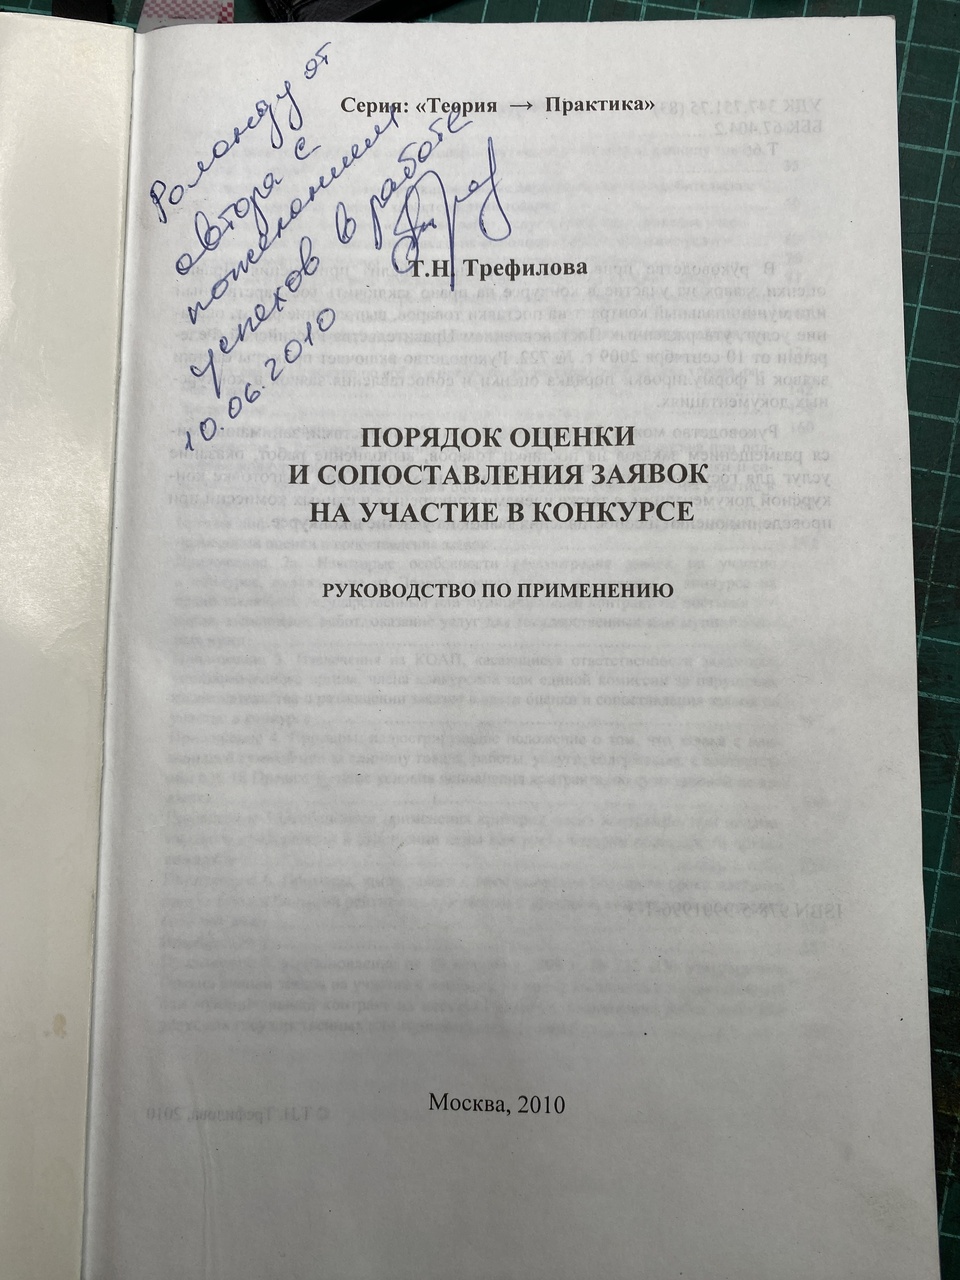 Роланду от
автора с
пожеланием
успехов в работе
10.06.2010
Серия: «Теория → Практика»
Т.Н. Трефилова
ПОРЯДОК ОЦЕНКИ
И СОПОСТАВЛЕНИЯ ЗАЯВОК
НА УЧАСТИЕ В КОНКУРСЕ
РУКОВОДСТВО ПО ПРИМЕНЕНИЮ
Москва, 2010